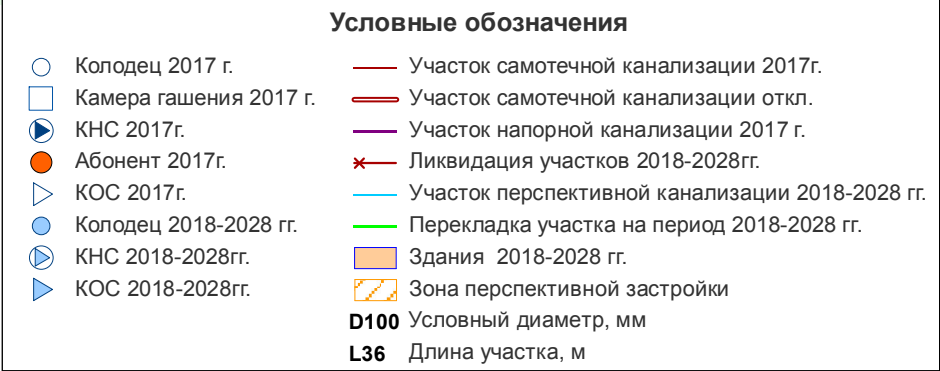 Условные обозначения
Колодец 2017 г.
Камера гашения 2017 г.
КНС 2017г.
Абонент 2017г.
КОС 2017г.
Колодец 2018-2028 гг.
КНС 2018-2028гг.
КОС 2018-2028гг.
Участок самотечной канализации 2017г.
Участок самотечной канализации откл.
Участок напорной канализации 2017 г.
Ликвидация участков 2018-2028гг.
Участок перспективной канализации 2018-2028 гг.
Перекладка участка на период 2018-2028 гг.
Здания 2018-2028 гг.
Зона перспективной застройки
D100 Условный диаметр, мм
L36 Длина участка, м